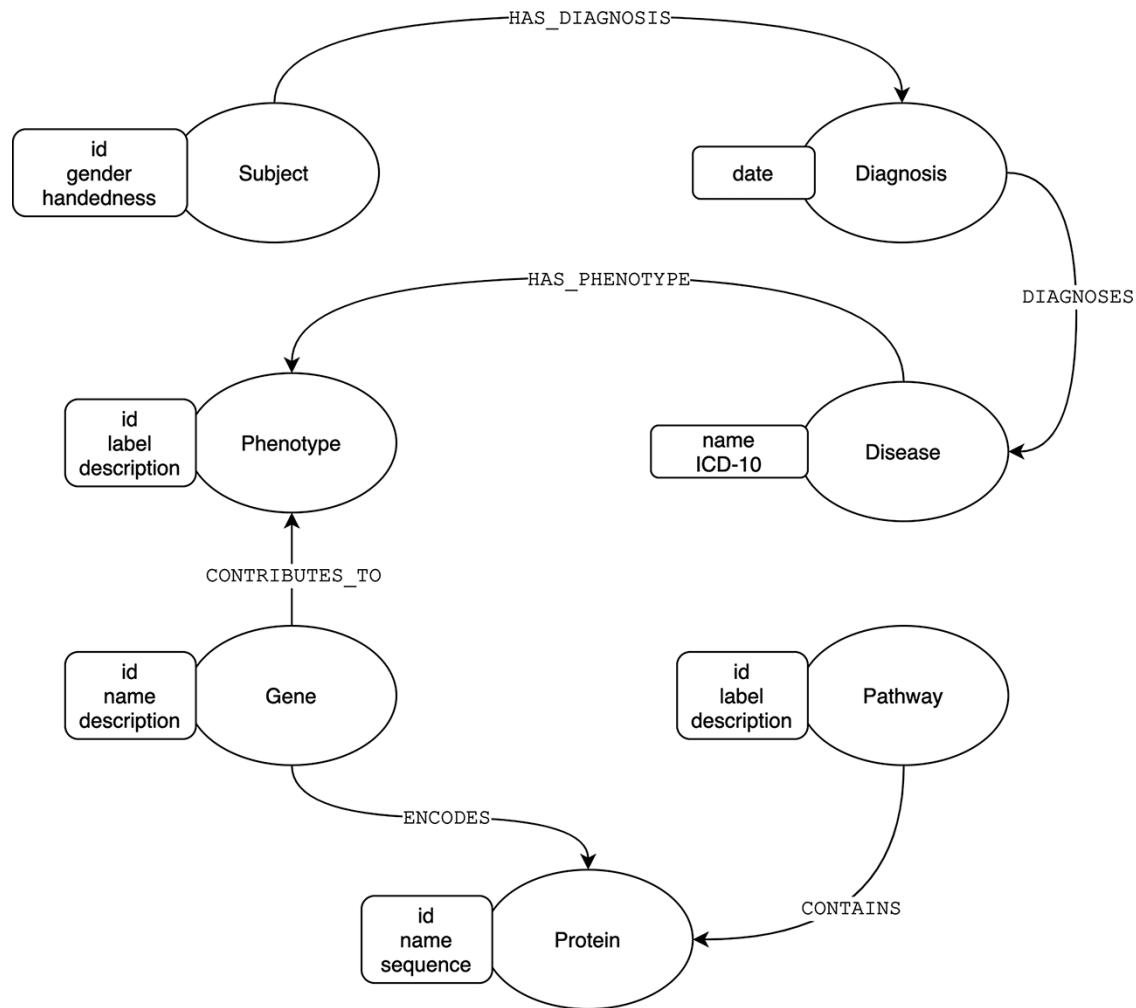 HAS_DIAGNOSIS
id
gender
handedness
Subject
date
Diagnosis
HAS_PHENOTYPE
DIAGNOSES
id
label
description
Phenotype
name
ICD-10
Disease
CONTRIBUTES_TO
id
name
description
Gene
id
label
description
Pathway
ENCODES
CONTAINS
id
name
sequence
Protein